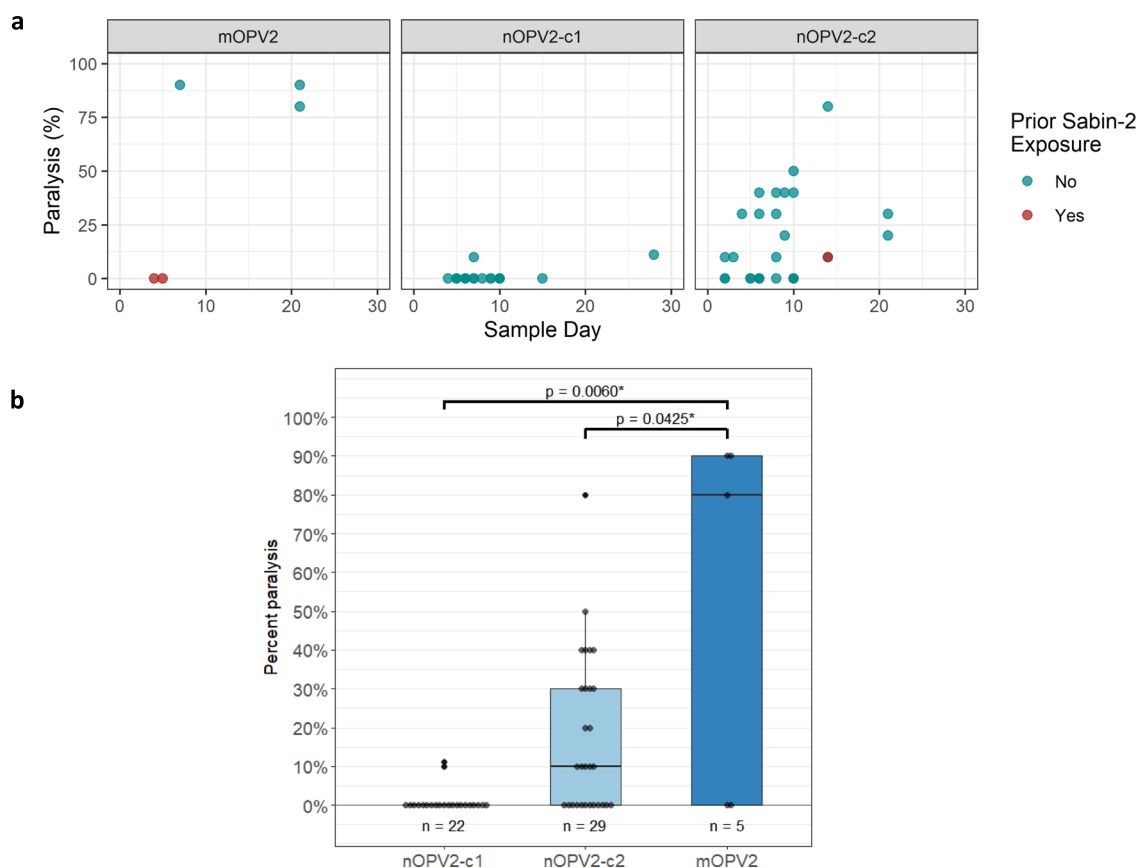 a
mOPV2 nOPV2-c1 nOPV2-c2
Paralysis (%)
100
75
50
25
0
0 10 20 30 0 10 20 30 0 10 20 30
Sample Day
Prior Sabin-2
Exposure
No
Yes
b
Percent paralysis
100%
90%
80%
70%
60%
50%
40%
30%
20%
10%
0%
p = 0.0060*
p = 0.0425*
n = 22 n = 29 n = 5
nOPV2-c1 nOPV2-c2 mOPV2